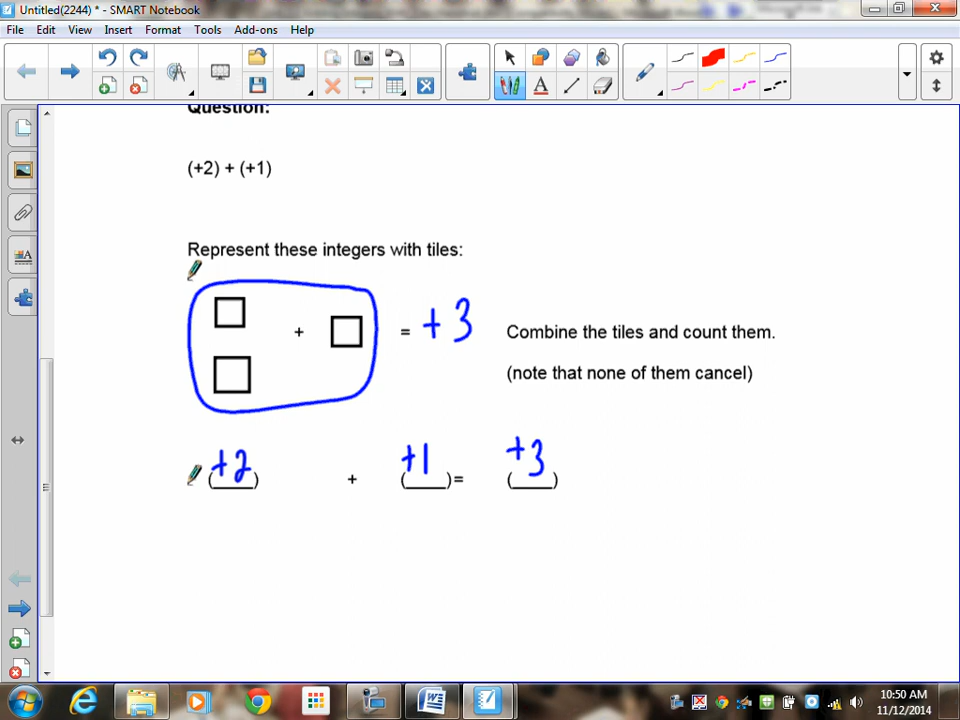 Untitled(2244) * - SMART Notebook
File Edit View Insert Format Tools Add-ons Help
Question:
(+2) + (+1)
Represent these integers with tiles:
+ = +3 Combine the tiles and count them.
(note that none of them cancel)
(+2) + (+1) = (+3)
10:50 AM
11/12/2014